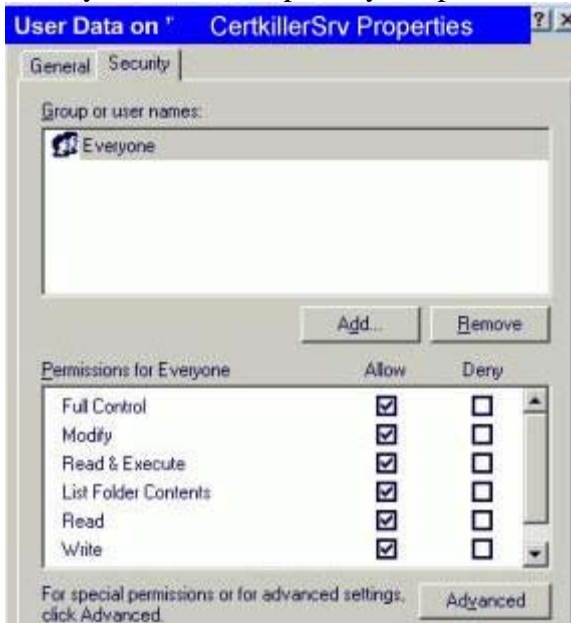 User Data on " CertkillerSrv Properties ? ×
General Security
Group or user names:
Everyone
Add... Remove
Permissions for Everyone Allow Deny
Full Control
Modify
Read & Execute
List Folder Contents
Read
Write
For special permissions or for advanced settings, Advanced
click Advanced.